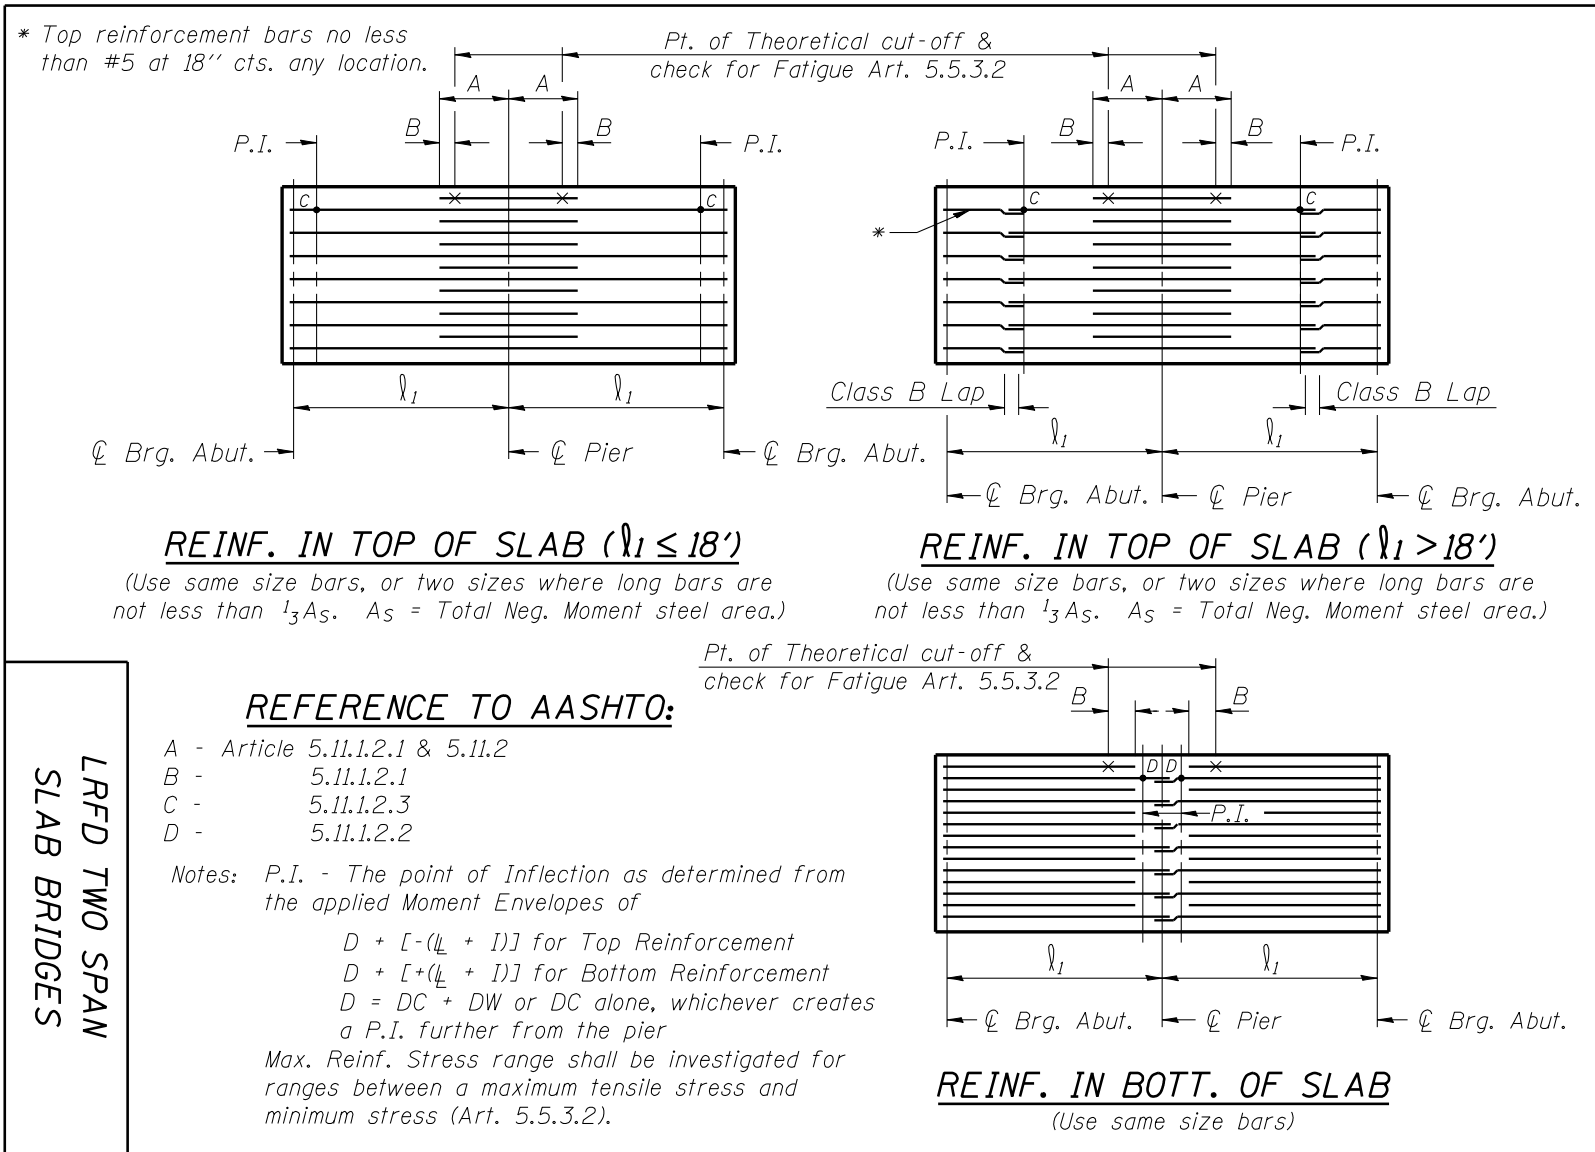 * Top reinforcement bars no less
than #5 at 18" cts. any location.
Pt. of Theoretical cut-off &
check for Fatigue Art. 5.5.3.2
A A A A
B B B B
P.I. P.I. P.I. P.I.
C C C C
*
ℓ1 ℓ1
Class B Lap Class B Lap
ℓ1 ℓ1
℄ Brg. Abut. ℄ Pier ℄ Brg. Abut.
℄ Brg. Abut. ℄ Pier ℄ Brg. Abut.
REINF. IN TOP OF SLAB (ℓ1 ≤ 18')
(Use same size bars, or two sizes where long bars are
not less than 1/3 As. As = Total Neg. Moment steel area.)
REINF. IN TOP OF SLAB (ℓ1 > 18')
(Use same size bars, or two sizes where long bars are
not less than 1/3 As. As = Total Neg. Moment steel area.)
REFERENCE TO AASHTO:
A - Article 5.11.1.2.1 & 5.11.2
B - 5.11.1.2.1
C - 5.11.1.2.3
D - 5.11.1.2.2
Notes: P.I. - The point of Inflection as determined from
the applied Moment Envelopes of
D + [-(LL + I)] for Top Reinforcement
D + [+(LL + I)] for Bottom Reinforcement
D = DC + DW or DC alone, whichever creates
a P.I. further from the pier
Max. Reinf. Stress range shall be investigated for
ranges between a maximum tensile stress and
minimum stress (Art. 5.5.3.2).
Pt. of Theoretical cut-off &
check for Fatigue Art. 5.5.3.2
B B
D D
P.I.
ℓ1 ℓ1
℄ Brg. Abut. ℄ Pier ℄ Brg. Abut.
REINF. IN BOTT. OF SLAB
(Use same size bars)
LRFD TWO SPAN
SLAB BRIDGES